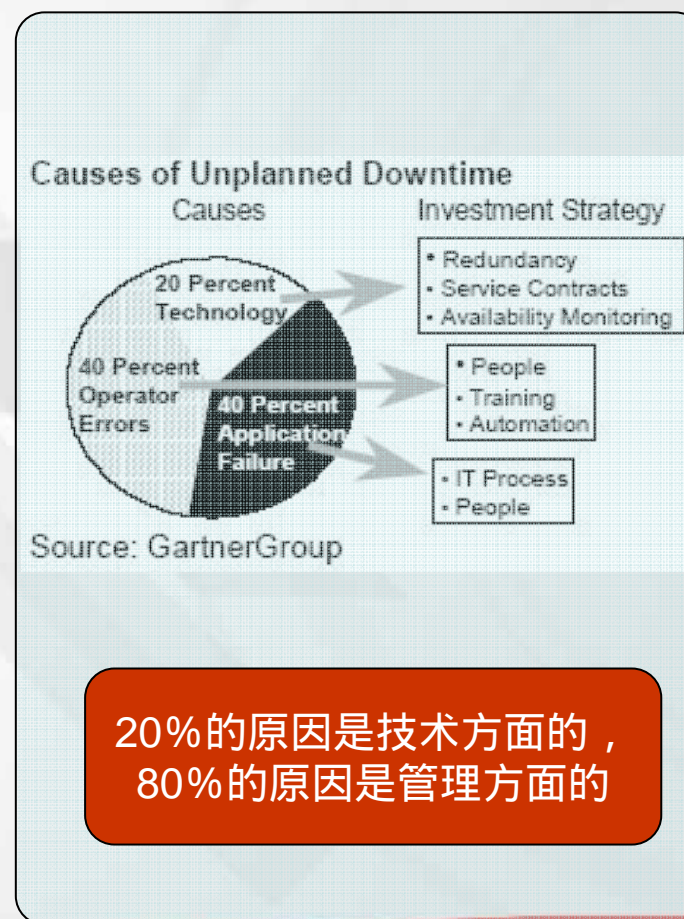 Causes of Unplanned Downtime
Causes
Investment Strategy
20 Percent
Technology
40 Percent
Operator
Errors
40 Percent
Application
Failure
• Redundancy
• Service Contracts
• Availability Monitoring
• People
• Training
• Automation
• IT Process
• People
Source: GartnerGroup
20%的原因是技术方面的，
80%的原因是管理方面的